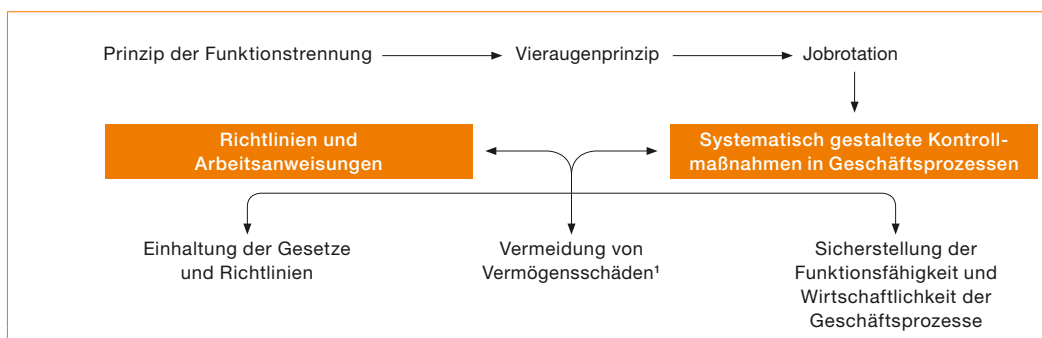 Prinzip der Funktionstrennung Vieraugenprinzip Jobrotation
Richtlinien und
Arbeitsanweisungen
Systematisch gestaltete Kontroll-
maßnahmen in Geschäftsprozessen
Einhaltung der Gesetze
und Richtlinien
Vermeidung von
Vermögensschäden¹
Sicherstellung der
Funktionsfähigkeit und
Wirtschaftlichkeit der
Geschäftsprozesse